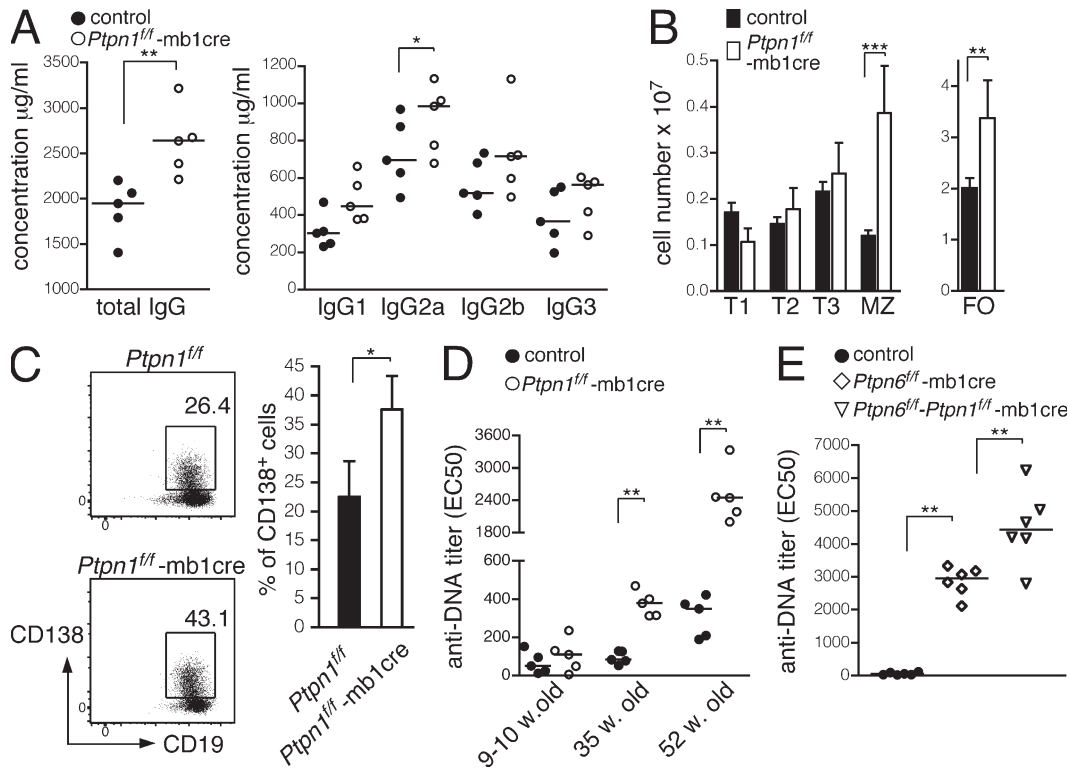 A
control
Ptpn1f/f-mb1cre
concentration µg/ml
3500
3000
2500
2000
1500
1000
**
total IgG
concentration µg/ml
1200
1000
800
600
400
200
0
*
IgG1 IgG2a IgG2b IgG3
B
control
Ptpn1f/f
-mb1cre
cell number x 10⁷
0.5
0.4
0.3
0.2
0.1
0.0
***
T1 T2 T3 MZ
4
3
2
1
0
**
FO
C
Ptpn1f/f
26.4
0
0
Ptpn1f/f-mb1cre
43.1
0
0
CD138
CD19
% of CD138+ cells
45
40
35
30
25
20
15
10
5
0
*
Ptpn1f/f
Ptpn1f/f-mb1cre
D
control
Ptpn1f/f-mb1cre
anti-DNA titer (EC50)
3600
3000
2400
1800
600
400
200
0
**
**
9-10 w.old
35 w. old
52 w. old
E
control
Ptpn6f/f-mb1cre
Ptpn6f/f-Ptpn1f/f-mb1cre
anti-DNA titer (EC50)
7000
6000
5000
4000
3000
2000
1000
0
**
**